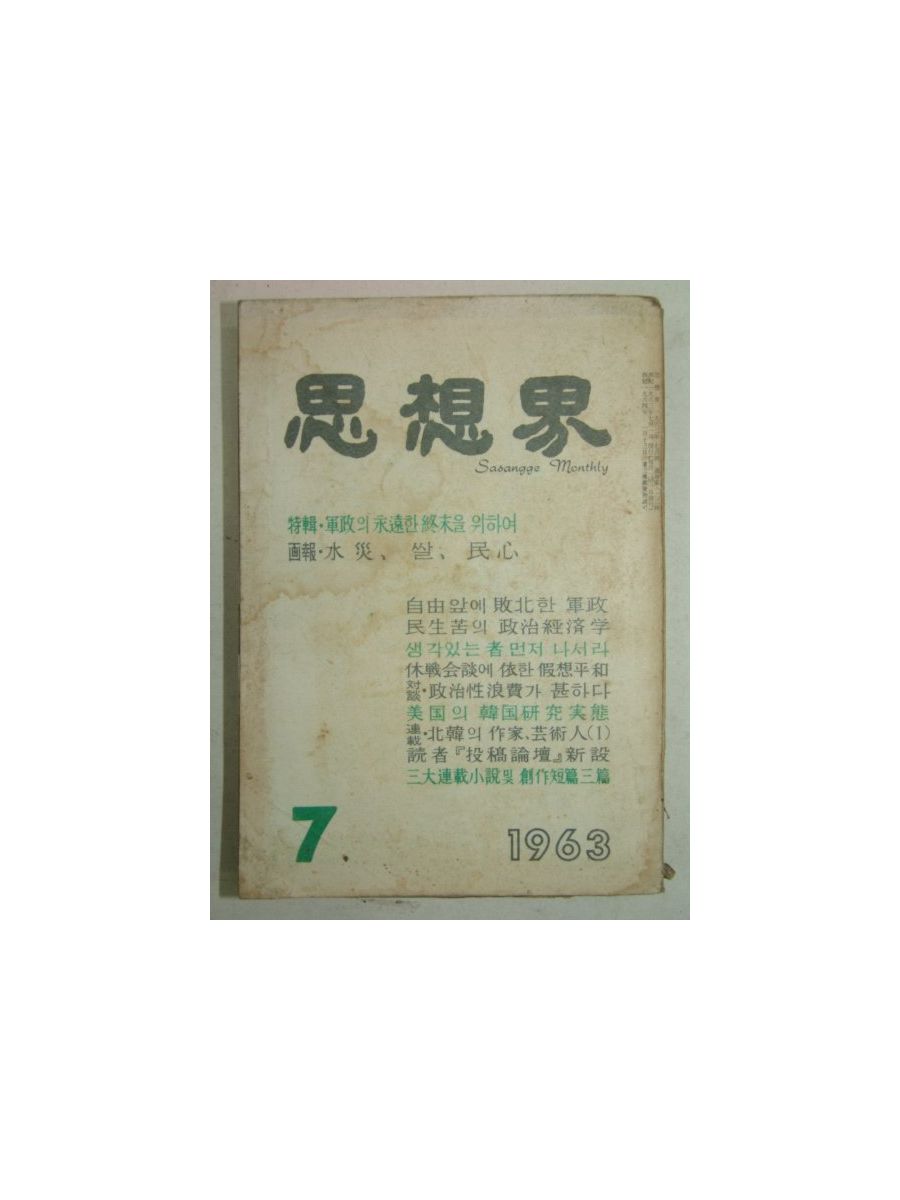 思想界
Sasangge Monthly
特輯·軍政의 永遠한 終末을 위하여
画報·水災、쌀、民心
自由앞에 敗北한 軍政
民生苦의 政治經済学
생각있는 者 먼저 나서라
休戰会談에 依한 假想平和
対談·政治性浪費가 甚하다
美国의 韓国研究実態
連載·北韓의 作家、芸術人(1)
読者『投稿論壇』新設
三大連載小說및 創作短篇三篇
7
1963